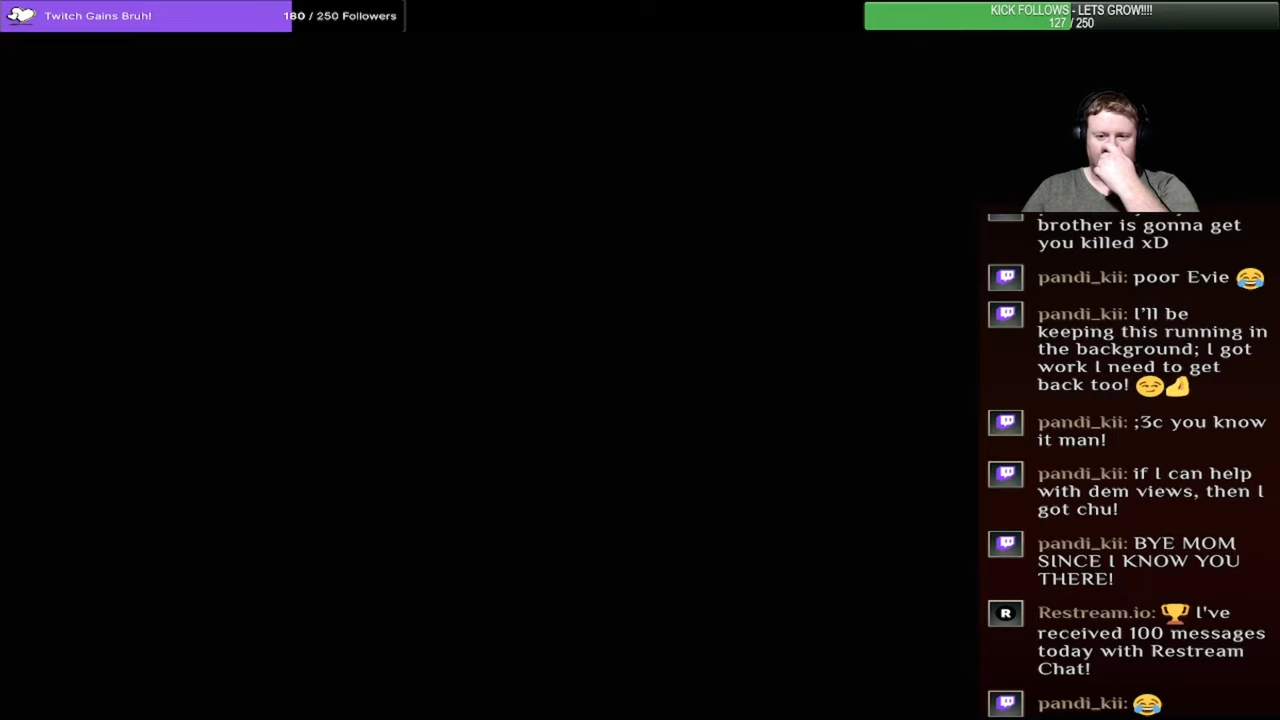 Twitch Gains Bruh!
180 / 250 Followers
KICK FOLLOWS - LETS GROW!!!!
127 / 250
brother is gonna get
you killed xD
pandi_kii: poor Evie 😂
pandi_kii: I'll be
keeping this running in
the background; I got
work I need to get
back too! 😏👍
pandi_kii: ;3c you know
it man!
pandi_kii: if I can help
with dem views, then I
got chu!
pandi_kii: BYE MOM
SINCE I KNOW YOU
THERE!
R
Restream.io: 🏆 I've
received 100 messages
today with Restream
Chat!
pandi_kii: 😂